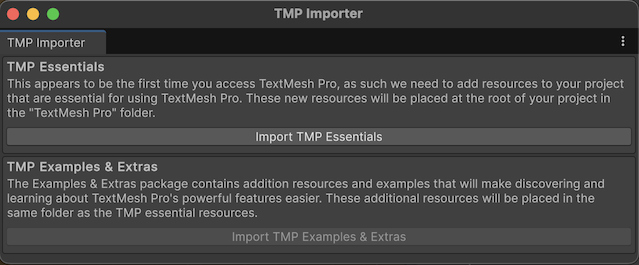 TMP Importer
TMP Importer
TMP Essentials
This appears to be the first time you access TextMesh Pro, as such we need to add resources to your project
that are essential for using TextMesh Pro. These new resources will be placed at the root of your project in
the "TextMesh Pro" folder.
Import TMP Essentials
TMP Examples & Extras
The Examples & Extras package contains addition resources and examples that will make discovering and
learning about TextMesh Pro's powerful features easier. These additional resources will be placed in the
same folder as the TMP essential resources.
Import TMP Examples & Extras